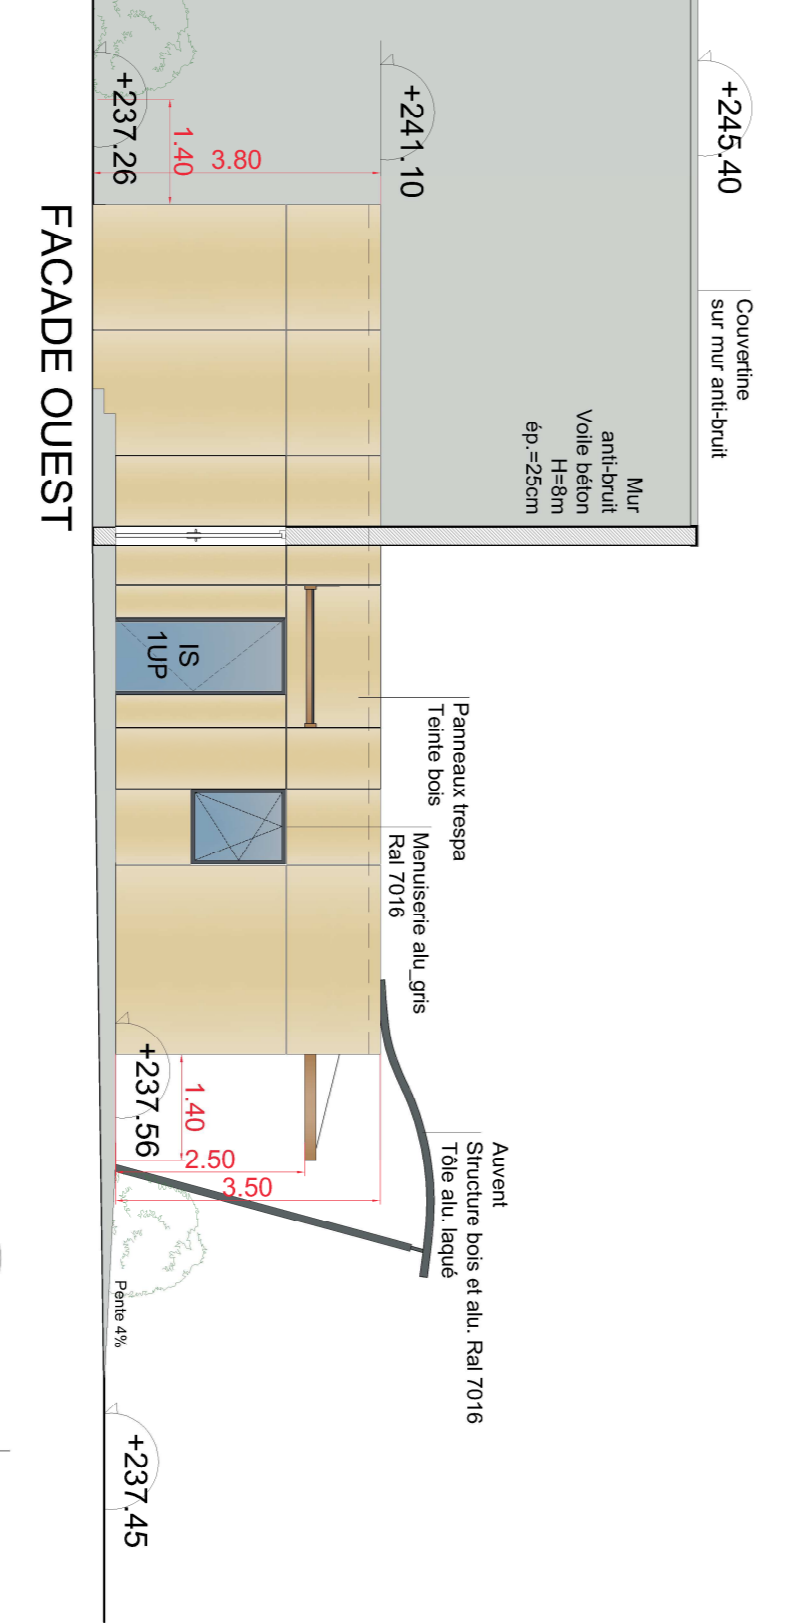 +245.40
Couvertine
sur mur anti-bruit
Mur
anti-bruit
Voile béton
H=8m
ép.=25cm
+241.10
3.80
1.40
+237.26
Panneaux trespa
Teinte bois
Menuiserie alu_gris
Ral 7016
Auvent
Structure bois et alu. Ral 7016
Tôle alu. laqué
IS
1UP
1.40
2.50
3.50
+237.56
Pente 4%
+237.45
FACADE OUEST